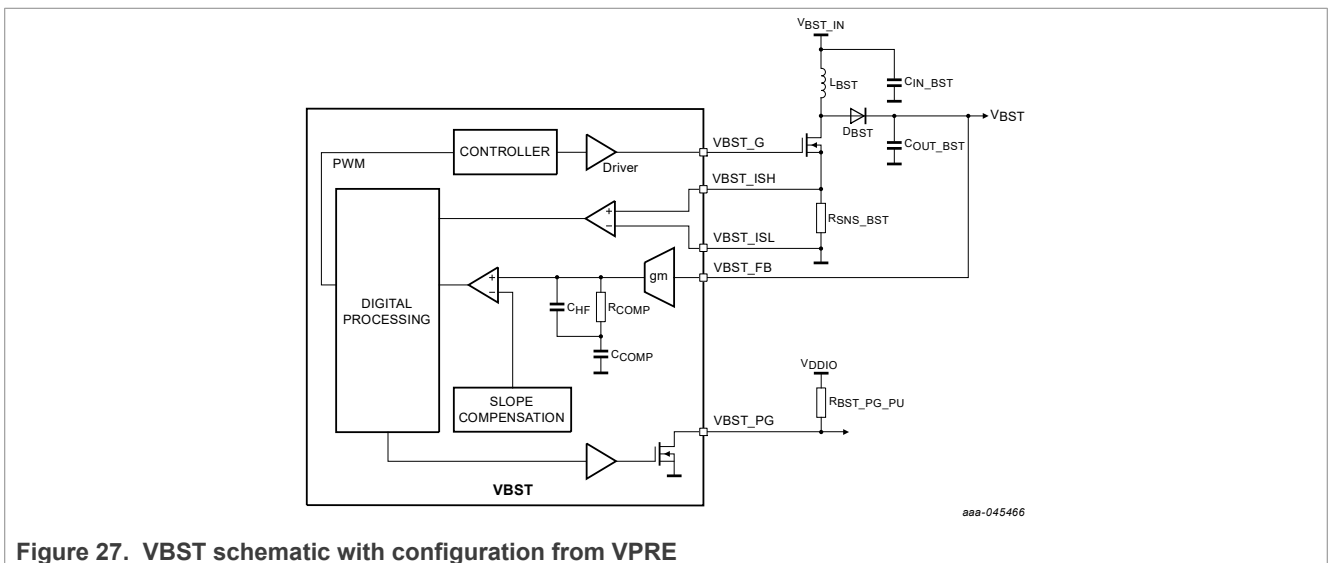 VBST_IN
LBST
CIN_BST
DBST
VBST
COUT_BST
CONTROLLER
PWM
Driver
VBST_G
VBST_ISH
RSNS_BST
VBST_ISL
VBST_FB
gm
DIGITAL
PROCESSING
CHF
RCOMP
CCOMP
SLOPE
COMPENSATION
VDDIO
RBST_PG_PU
VBST_PG
VBST
aaa-045466
Figure 27. VBST schematic with configuration from VPRE